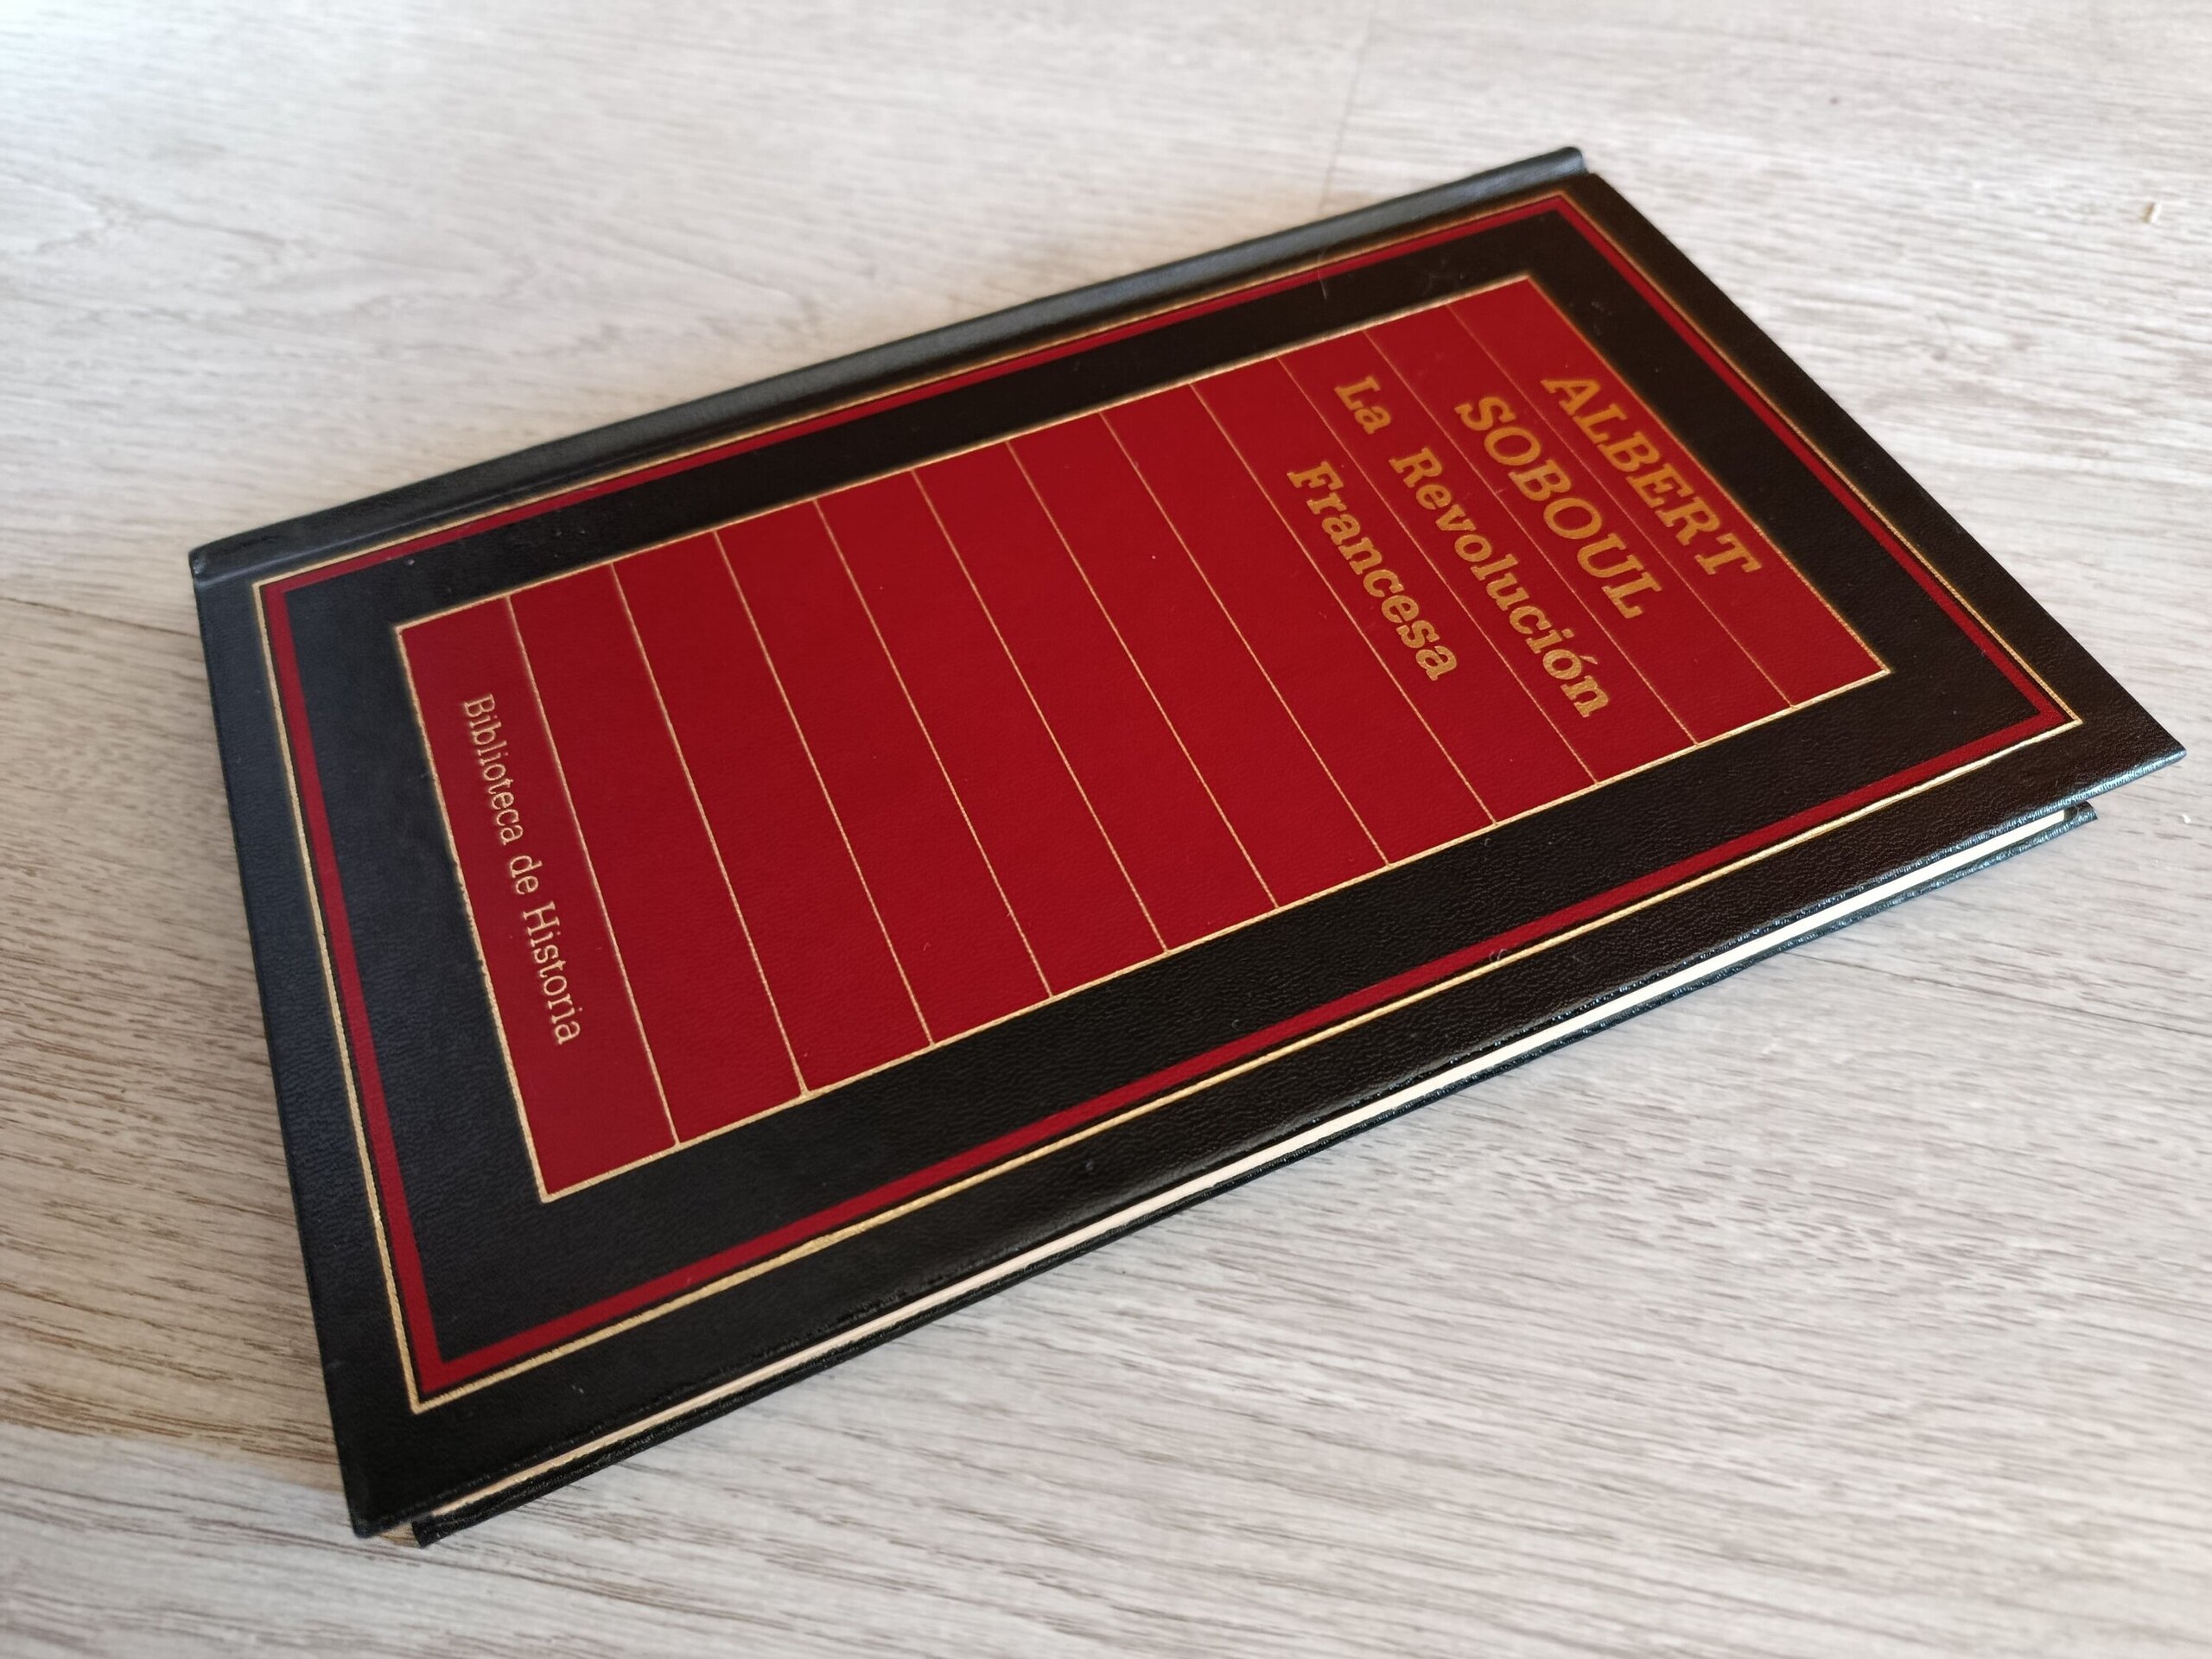 ALBERT
SOBOUL
La Revolución
Francesa
Biblioteca de Historia